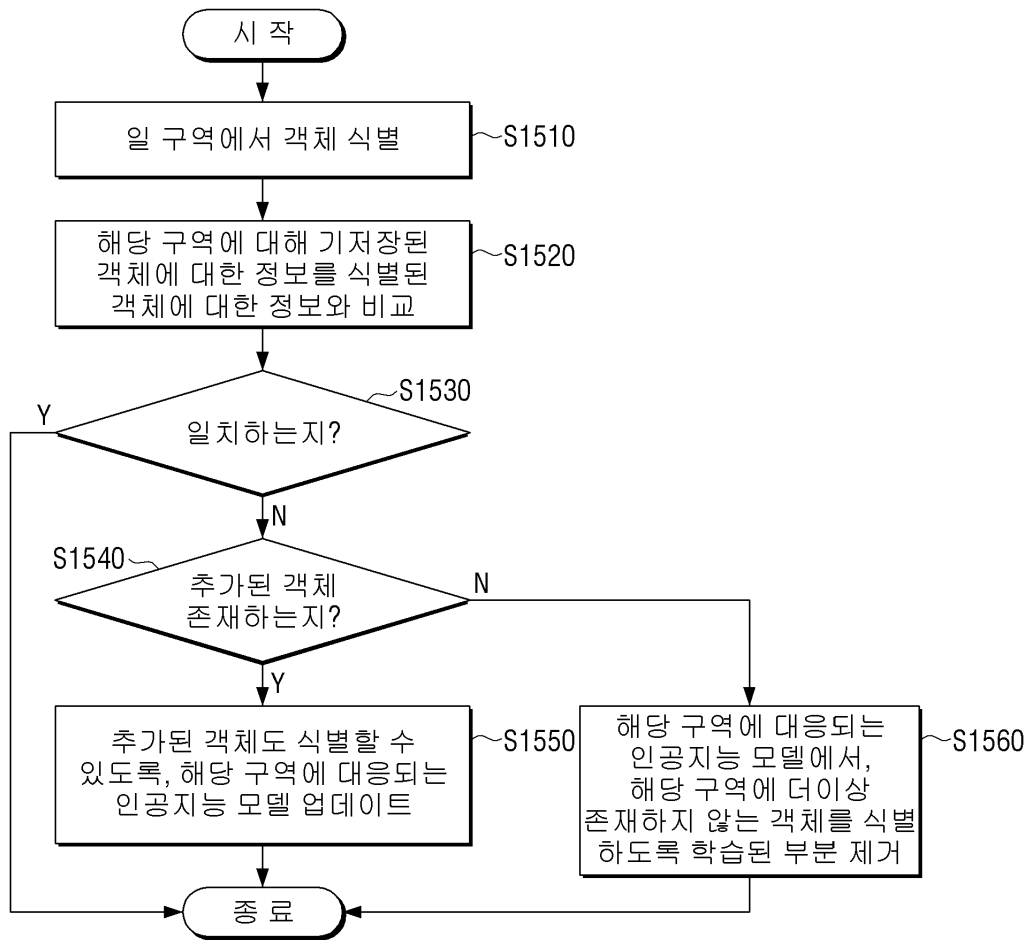 시 작
일 구역에서 객체 식별
S1510
해당 구역에 대해 기저장된
객체에 대한 정보를 식별된
객체에 대한 정보와 비교
S1520
일치하는지?
S1530
Y
N
S1540
추가된 객체
존재하는지?
N
Y
추가된 객체도 식별할 수
있도록, 해당 구역에 대응되는
인공지능 모델 업데이트
S1550
해당 구역에 대응되는
인공지능 모델에서,
해당 구역에 더이상
존재하지 않는 객체를 식별
하도록 학습된 부분 제거
S1560
종 료